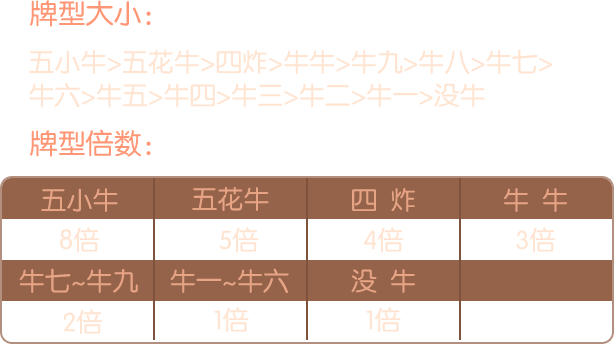 牌型大小：
五小牛>五花牛>四炸>牛牛>牛九>牛八>牛七>
牛六>牛五>牛四>牛三>牛二>牛一>没牛
牌型倍数：
五小牛 五花牛 四 炸 牛 牛
8倍 5倍 4倍 3倍
牛七~牛九 牛一~牛六 没 牛
2倍 1倍 1倍